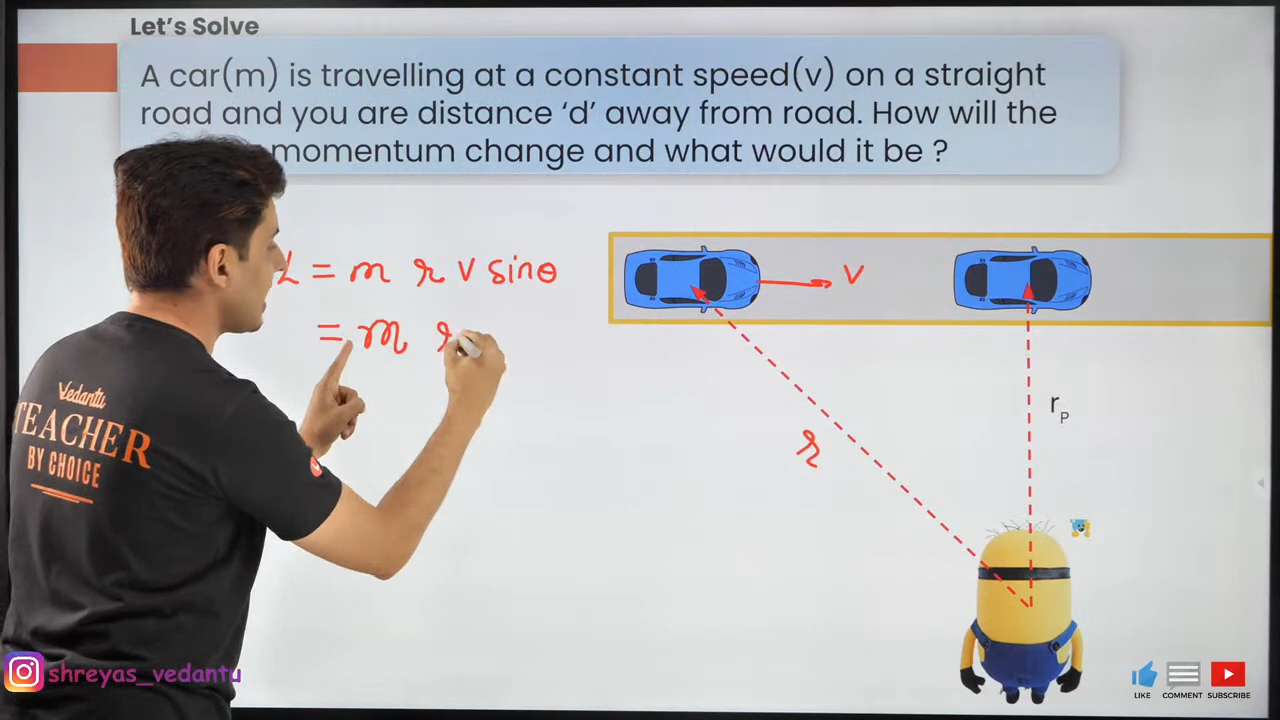 Let's Solve
A car(m) is travelling at a constant speed(v) on a straight
road and you are distance 'd' away from road. How will the
momentum change and what would it be ?
L = m r v sinθ
= m r
v
r
r_P
Vedantu
TEACHER
BY CHOICE
shreyas_vedantu
LIKE COMMENT SUBSCRIBE